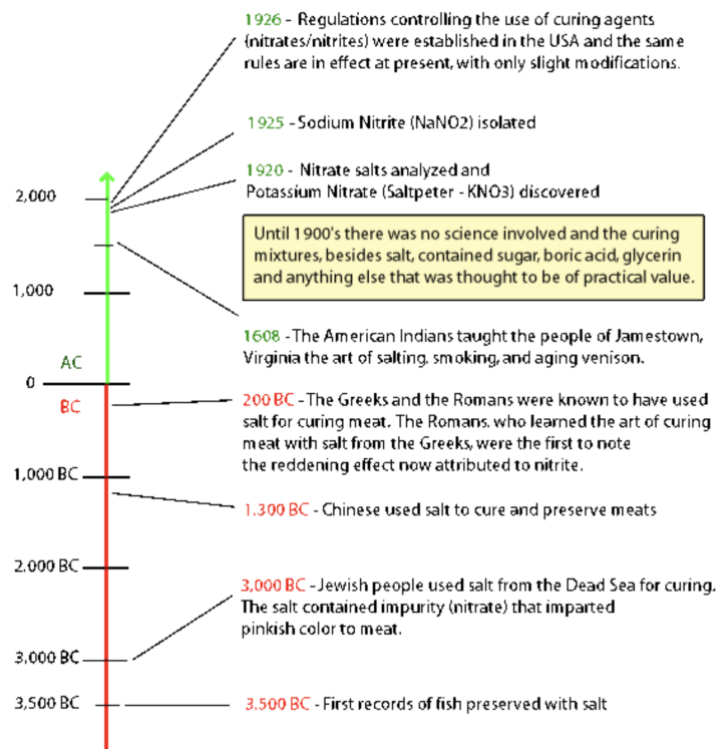 1926 - Regulations controlling the use of curing agents
(nitrates/nitrites) were established in the USA and the same
rules are in effect at present, with only slight modifications.
1925 - Sodium Nitrite (NaNO2) isolated
1920 - Nitrate salts analyzed and
Potassium Nitrate (Saltpeter - KNO3) discovered
2,000
Until 1900's there was no science involved and the curing
mixtures, besides salt, contained sugar, boric acid, glycerin
and anything else that was thought to be of practical value.
1,000
1608 - The American Indians taught the people of Jamestown,
Virginia the art of salting, smoking, and aging venison.
AC
0
BC
200 BC - The Greeks and the Romans were known to have used
salt for curing meat. The Romans, who learned the art of curing
meat with salt from the Greeks, were the first to note
the reddening effect now attributed to nitrite.
1,000 BC
1,300 BC - Chinese used salt to cure and preserve meats
2,000 BC
3,000 BC - Jewish people used salt from the Dead Sea for curing.
The salt contained impurity (nitrate) that imparted
pinkish color to meat.
3,000 BC
3,500 BC
3,500 BC - First records of fish preserved with salt